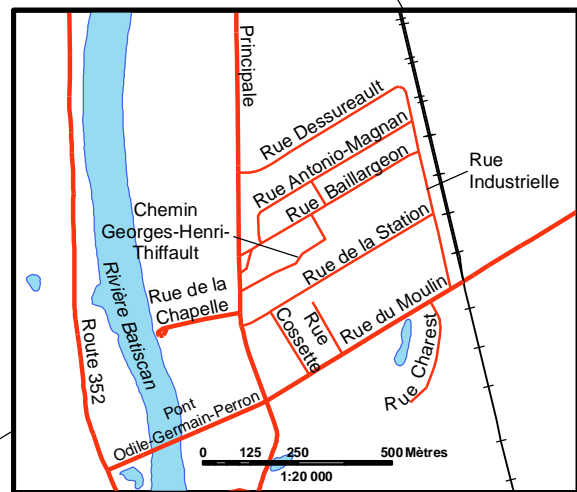 Principale
Rue Dessureault
Rue Antonio-Magnan
Rue Baillargeon
Rue
Industrielle
Chemin
Georges-Henri-
Thiffault
Rue de la Station
Rue de la
Chapelle
Rivière Batiscan
Route 352
Rue
Cossette
Rue du Moulin
Rue Charest
Pont
Odile-Germain-Perron
0 125 250 500 Mètres
1:20 000